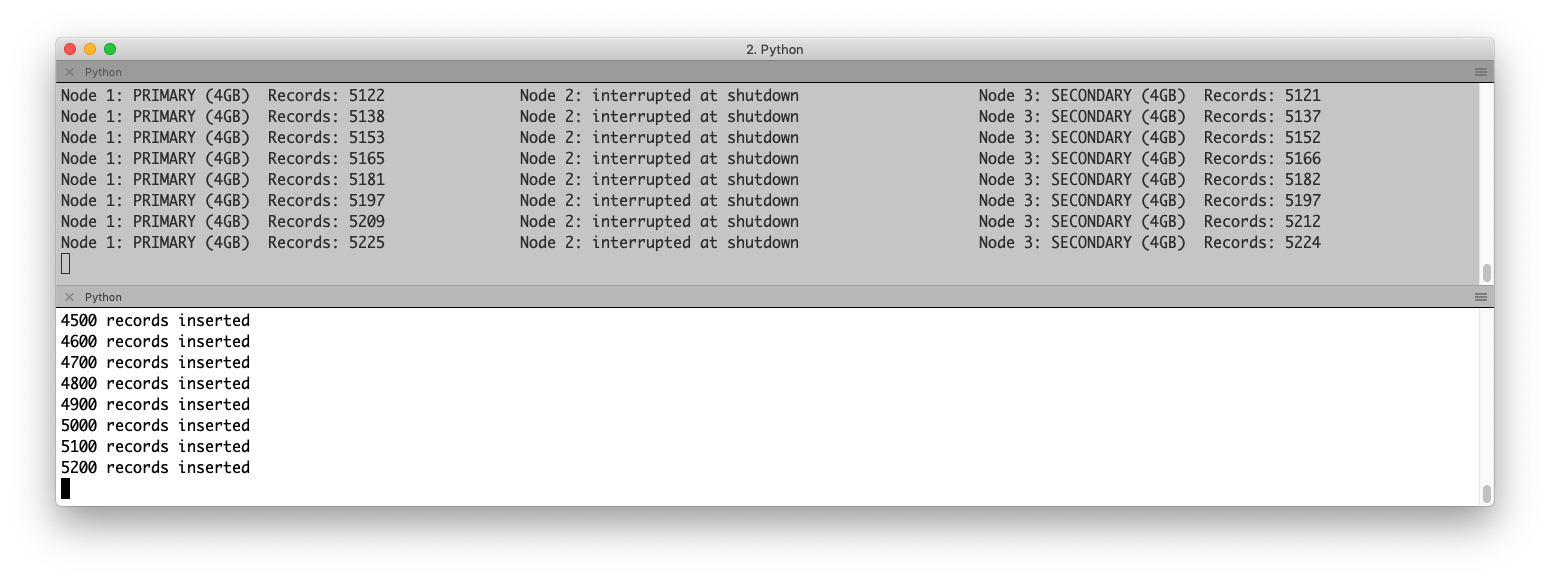 2. Python
Python
Node 1: PRIMARY (4GB)  Records: 5122               Node 2: interrupted at shutdown                    Node 3: SECONDARY (4GB)  Records: 5121
Node 1: PRIMARY (4GB)  Records: 5138               Node 2: interrupted at shutdown                    Node 3: SECONDARY (4GB)  Records: 5137
Node 1: PRIMARY (4GB)  Records: 5153               Node 2: interrupted at shutdown                    Node 3: SECONDARY (4GB)  Records: 5152
Node 1: PRIMARY (4GB)  Records: 5165               Node 2: interrupted at shutdown                    Node 3: SECONDARY (4GB)  Records: 5166
Node 1: PRIMARY (4GB)  Records: 5181               Node 2: interrupted at shutdown                    Node 3: SECONDARY (4GB)  Records: 5182
Node 1: PRIMARY (4GB)  Records: 5197               Node 2: interrupted at shutdown                    Node 3: SECONDARY (4GB)  Records: 5197
Node 1: PRIMARY (4GB)  Records: 5209               Node 2: interrupted at shutdown                    Node 3: SECONDARY (4GB)  Records: 5212
Node 1: PRIMARY (4GB)  Records: 5225               Node 2: interrupted at shutdown                    Node 3: SECONDARY (4GB)  Records: 5224
Python
4500 records inserted
4600 records inserted
4700 records inserted
4800 records inserted
4900 records inserted
5000 records inserted
5100 records inserted
5200 records inserted